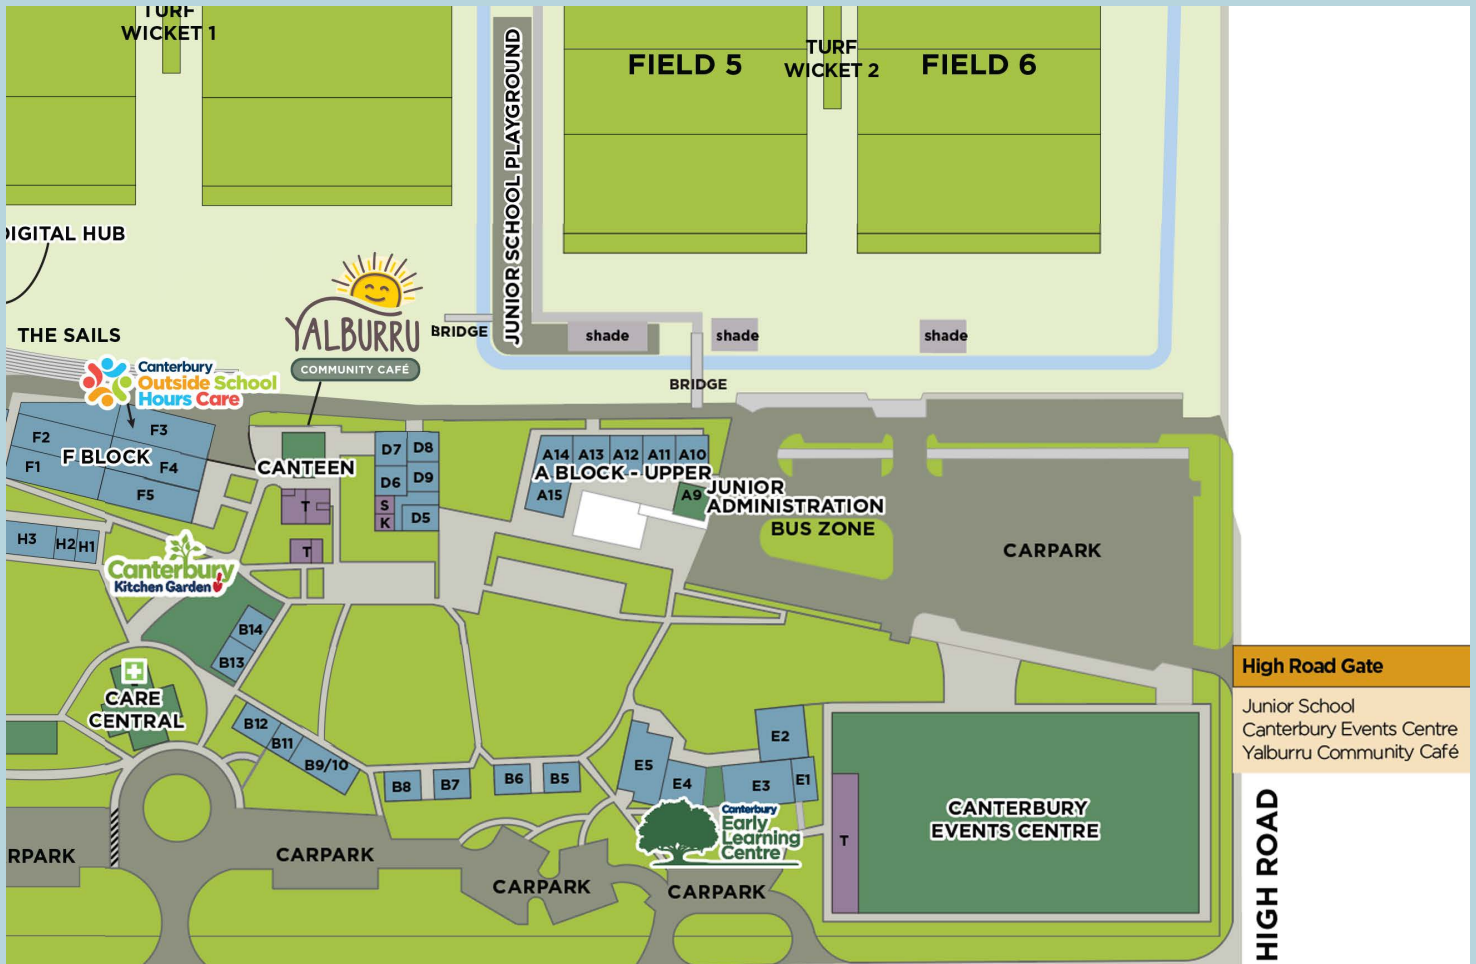 TURF
WICKET 1
JUNIOR SCHOOL PLAYGROUND
FIELD 5
TURF
WICKET 2
FIELD 6
DIGITAL HUB
THE SAILS
YALBURRU
COMMUNITY CAFÉ
BRIDGE
shade
shade
shade
BRIDGE
Canterbury
Outside School
Hours Care
F2
F3
F BLOCK
F1
F4
F5
CANTEEN
T
T
D7
D8
D6
D9
S
K
D5
A14
A13
A12
A11
A10
A BLOCK - UPPER
A15
A9
JUNIOR
ADMINISTRATION
BUS ZONE
CARPARK
H3
H2
H1
Canterbury
Kitchen Garden
B14
B13
CARE
CENTRAL
B12
B11
B9/10
B8
B7
B6
B5
E5
E4
E2
E3
E1
Canterbury
Early
Learning
Centre
T
CANTERBURY
EVENTS CENTRE
High Road Gate
Junior School
Canterbury Events Centre
Yalburru Community Café
HIGH ROAD
RPARK
CARPARK
CARPARK
CARPARK